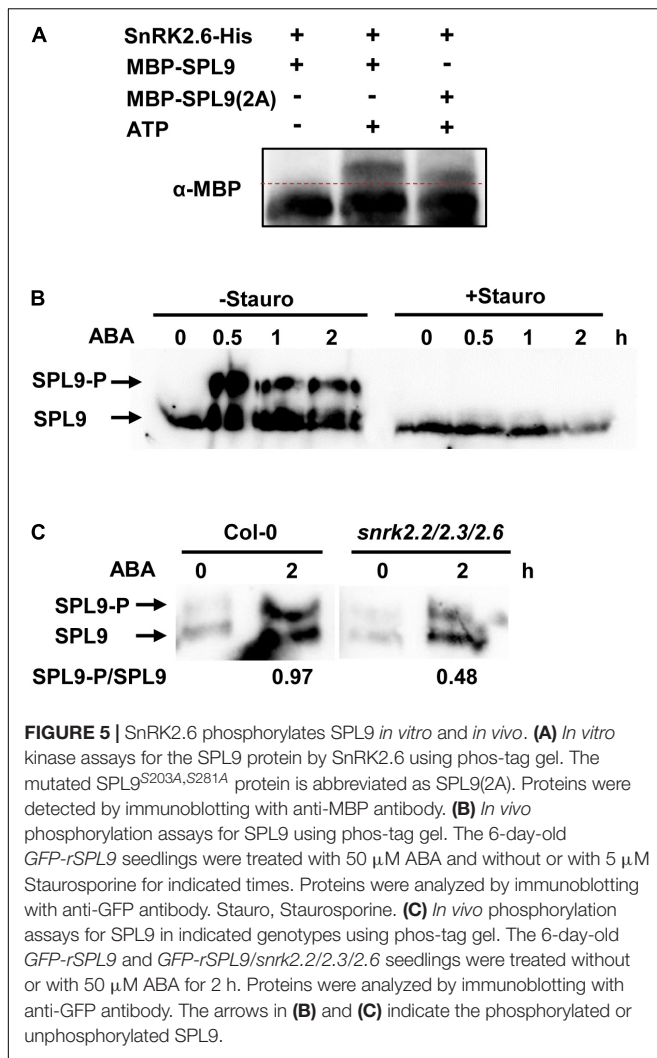 A
SnRK2.6-His + + +
MBP-SPL9 + + -
MBP-SPL9(2A) - - +
ATP - + +
α-MBP
B
-Stauro +Stauro
ABA 0 0.5 1 2 0 0.5 1 2 h
SPL9-P
SPL9
C
Col-0 snrk2.2/2.3/2.6
ABA 0 2 0 2 h
SPL9-P
SPL9
SPL9-P/SPL9 0.97 0.48
FIGURE 5 | SnRK2.6 phosphorylates SPL9 in vitro and in vivo. (A) In vitro
kinase assays for the SPL9 protein by SnRK2.6 using phos-tag gel. The
mutated SPL9S203A,S281A protein is abbreviated as SPL9(2A). Proteins were
detected by immunoblotting with anti-MBP antibody. (B) In vivo
phosphorylation assays for SPL9 using phos-tag gel. The 6-day-old
GFP-rSPL9 seedlings were treated with 50 μM ABA and without or with 5 μM
Staurosporine for indicated times. Proteins were analyzed by immunoblotting
with anti-GFP antibody. Stauro, Staurosporine. (C) In vivo phosphorylation
assays for SPL9 in indicated genotypes using phos-tag gel. The 6-day-old
GFP-rSPL9 and GFP-rSPL9/snrk2.2/2.3/2.6 seedlings were treated without
or with 50 μM ABA for 2 h. Proteins were analyzed by immunoblotting with
anti-GFP antibody. The arrows in (B) and (C) indicate the phosphorylated or
unphosphorylated SPL9.